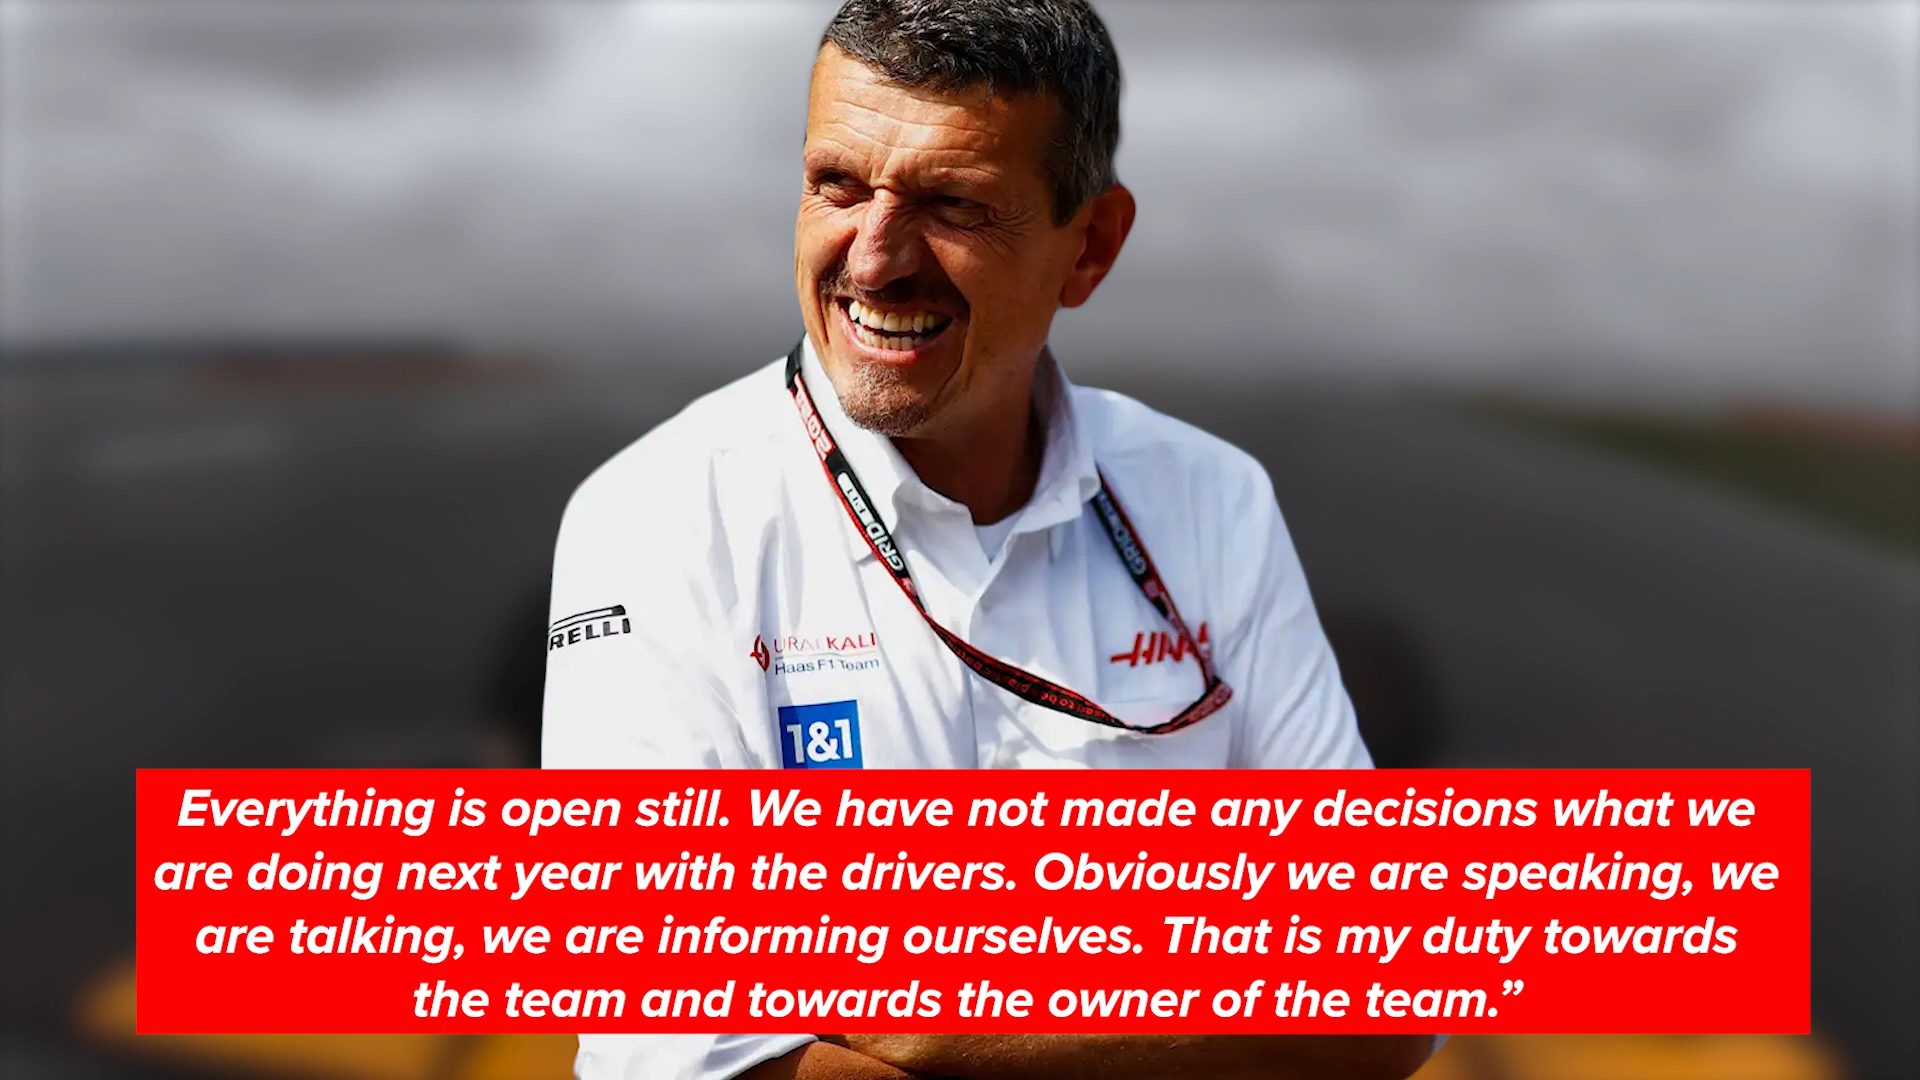 RELLI
URALKALI
Haas F1 Team
1&1
HAAS
GRID
GRID
Everything is open still. We have not made any decisions what we
are doing next year with the drivers. Obviously we are speaking, we
are talking, we are informing ourselves. That is my duty towards
the team and towards the owner of the team.”